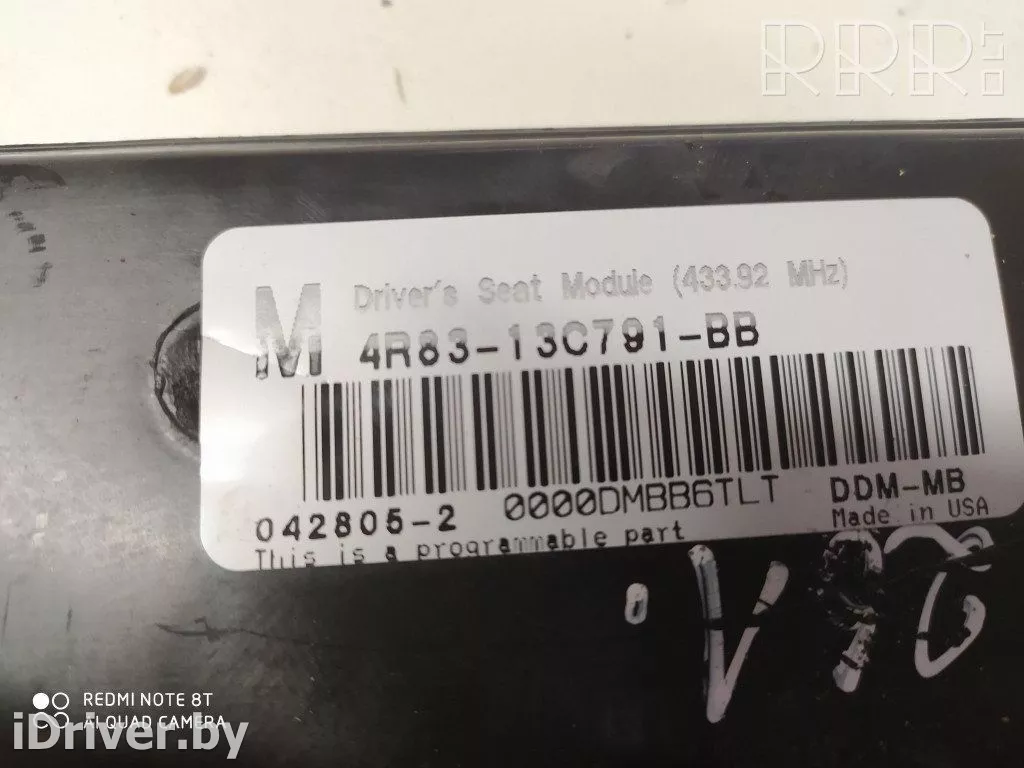 RRR.LT
M Driver's Seat Module (433.92 MHz)
4R83-13C791-BB
042805-2 0000DMBB6TLT DDM-MB
This is a programmable part Made in USA
REDMI NOTE 8T
AI QUAD CAMERA
iDriver.by